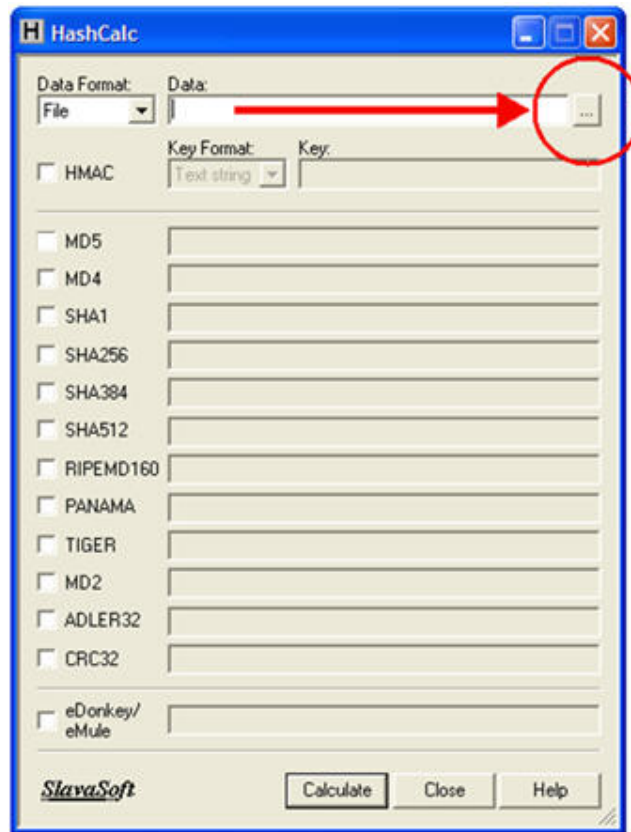 H HashCalc
Data Format: Data:
File ...
Key Format: Key:
HMAC Text string
MD5
MD4
SHA1
SHA256
SHA384
SHA512
RIPEMD160
PANAMA
TIGER
MD2
ADLER32
CRC32
eDonkey/
eMule
SlavaSoft Calculate Close Help